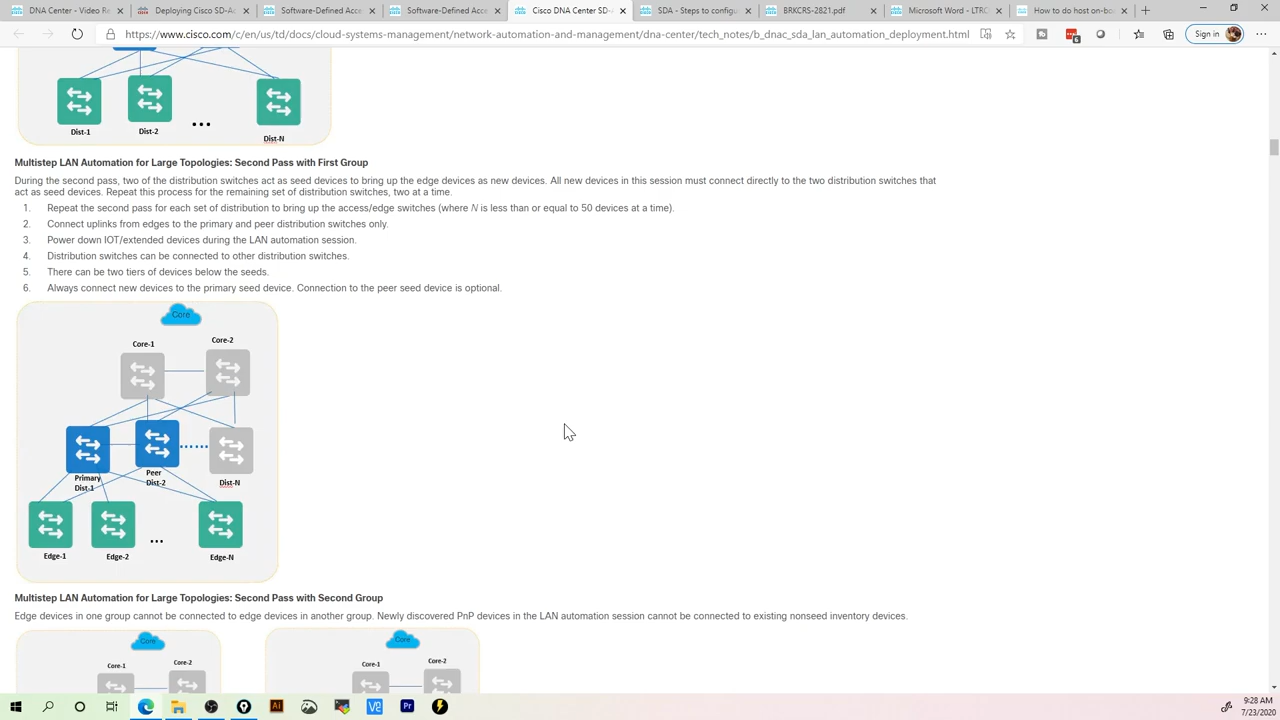 DNA Center - Video Re
Deploying Cisco SD-Ac
Software-Defined Acce
Software-Defined Acce
Cisco DNA Center SD-
SDA - Steps to configu
BRKCRS-2821.pdf
Microsoft Word - LTRC
How to do host on-boa
https://www.cisco.com/c/en/us/td/docs/cloud-systems-management/network-automation-and-management/dna-center/tech_notes/b_dnac_sda_lan_automation_deployment.html
6
Sign in
Dist-1
Dist-2
...
Dist-N
Multistep LAN Automation for Large Topologies: Second Pass with First Group
During the second pass, two of the distribution switches act as seed devices to bring up the edge devices as new devices. All new devices in this session must connect directly to the two distribution switches that
act as seed devices. Repeat this process for the remaining set of distribution switches, two at a time.
1. Repeat the second pass for each set of distribution to bring up the access/edge switches (where N is less than or equal to 50 devices at a time).
2. Connect uplinks from edges to the primary and peer distribution switches only.
3. Power down IOT/extended devices during the LAN automation session.
4. Distribution switches can be connected to other distribution switches.
5. There can be two tiers of devices below the seeds.
6. Always connect new devices to the primary seed device. Connection to the peer seed device is optional.
Core
Core-1
Core-2
Primary
Dist-1
Peer
Dist-2
Dist-N
Edge-1
Edge-2
...
Edge-N
Multistep LAN Automation for Large Topologies: Second Pass with Second Group
Edge devices in one group cannot be connected to edge devices in another group. Newly discovered PnP devices in the LAN automation session cannot be connected to existing nonseed inventory devices.
Core
Core-1
Core-2
Core
Core-1
Core-2
Ai
Pr
9:28 AM
7/23/2020